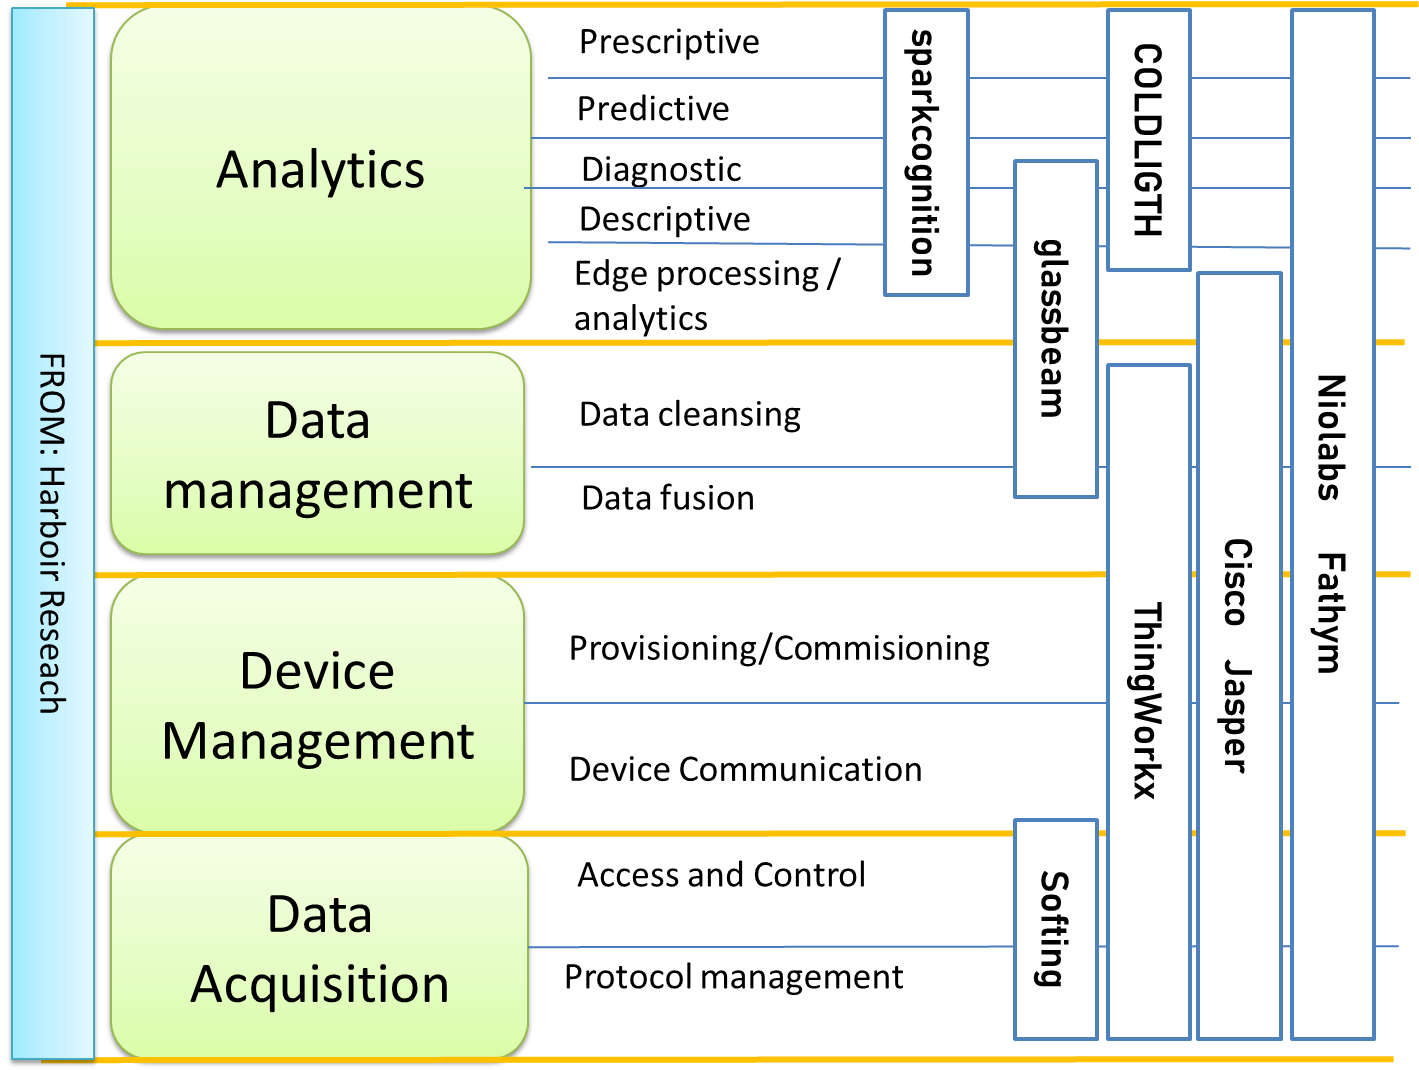 FROM: Harboir Reseach
Analytics
Prescriptive
Predictive
Diagnostic
Descriptive
Edge processing /
analytics
Data
management
Data cleansing
Data fusion
Device
Management
Provisioning/Commisioning
Device Communication
Data
Acquisition
Access and Control
Protocol management
sparkcognition
glassbeam
Softing
COLDLIGTH
ThingWorkx
Cisco Jasper
Niolabs Fathym